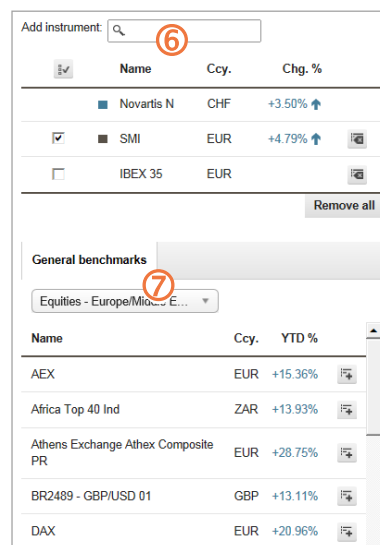 Add instrument:
6
Name Ccy. Chg. %
Novartis N CHF +3.50%
SMI EUR +4.79%
IBEX 35 EUR
Remove all
General benchmarks
7
Equities - Europe/Middle E...
Name Ccy. YTD %
AEX EUR +15.36%
Africa Top 40 Ind ZAR +13.93%
Athens Exchange Athex Composite
PR EUR +28.75%
BR2489 - GBP/USD 01 GBP +13.11%
DAX EUR +20.96%